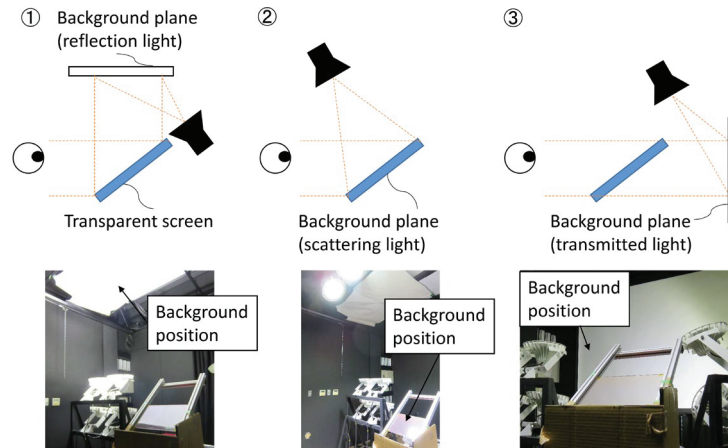 ①
Background plane
(reflection light)
Transparent screen
②
Background plane
(scattering light)
③
Background plane
(transmitted light)
Background
position
Background
position
Background
position